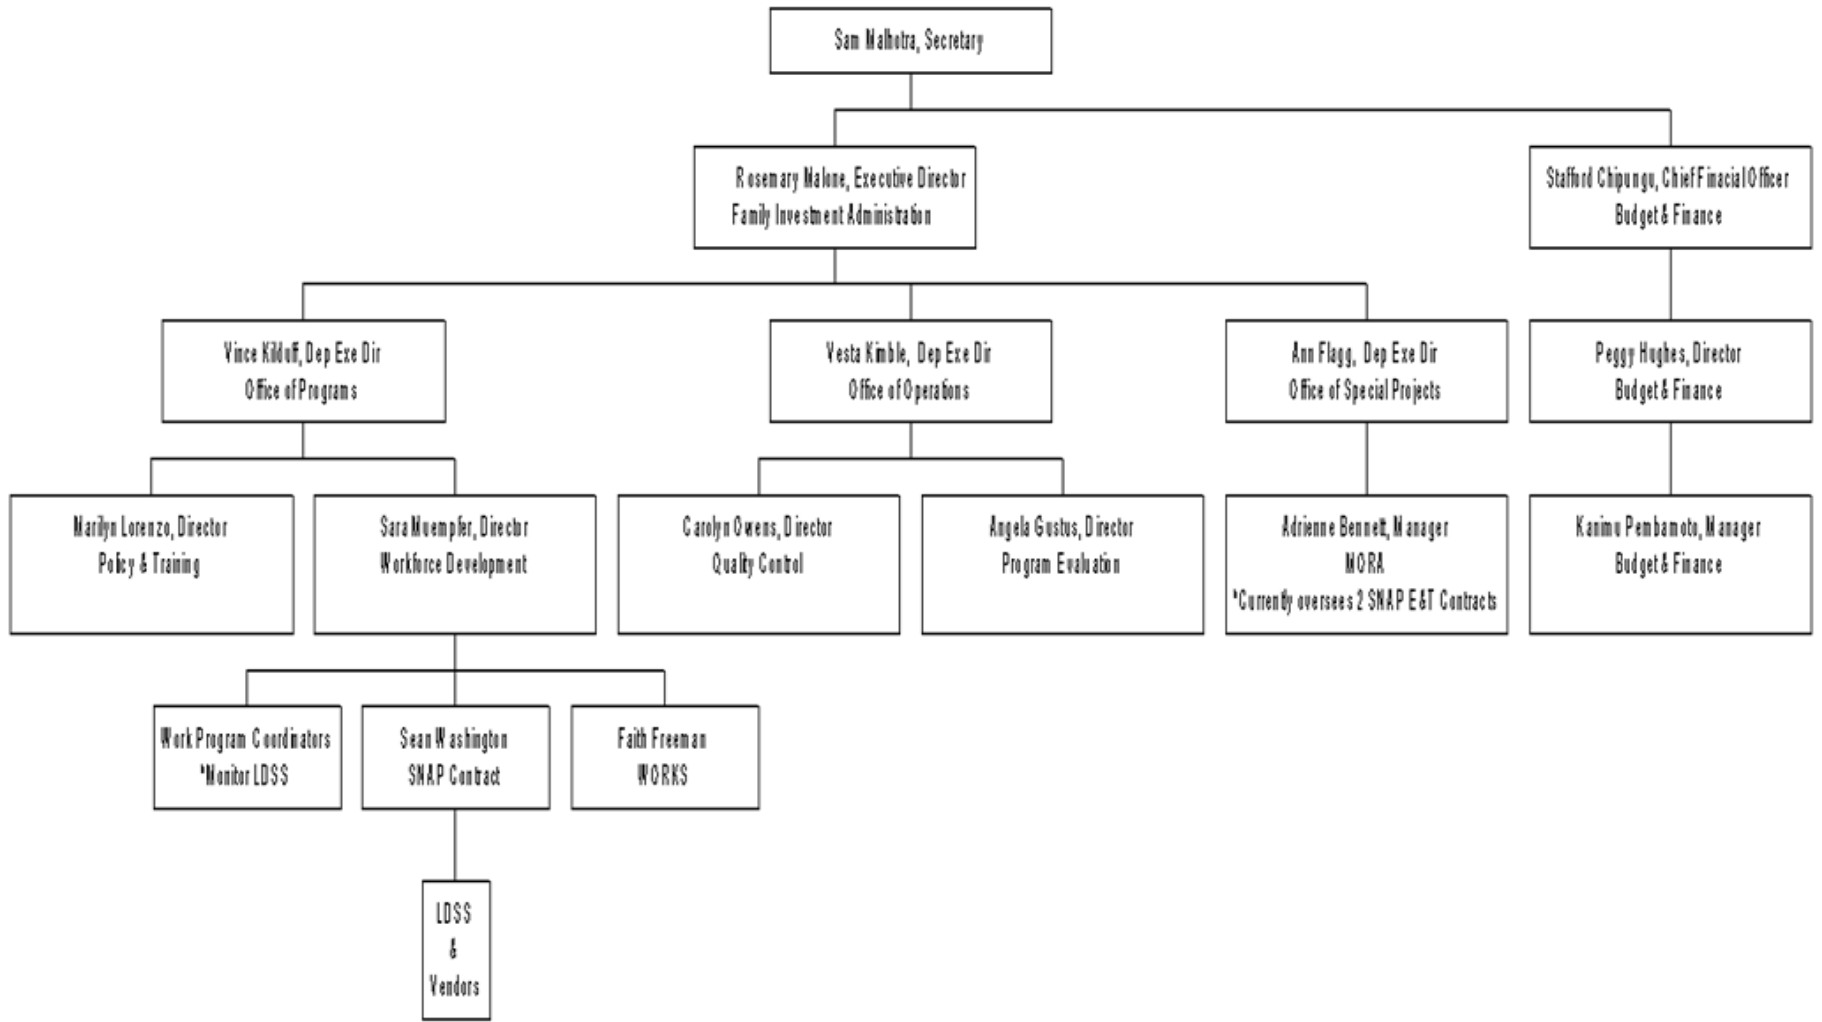 Sam Malhotra, Secretary
Rosemary Malone, Executive Director
Family Investment Administration
Stafford Chipungu, Chief Finacial Officer
Budget & Finance
Vince Kilduff, Dep Exe Dir
Office of Programs
Vesta Kimble, Dep Exe Dir
Office of Operations
Ann Flagg, Dep Exe Dir
Office of Special Projects
Peggy Hughes, Director
Budget & Finance
Marilyn Lorenzo, Director
Policy & Training
Sara Muempfer, Director
Workforce Development
Carolyn Owens, Director
Quality Control
Angela Gustus, Director
Program Evaluation
Adrienne Bennett, Manager
MORA
*Currently oversees 2 SNAP E&T Contracts
Kanimu Pembamoto, Manager
Budget & Finance
Work Program Coordinators
*Monitor LDSS
Sean Washington
SNAP Contract
Faith Freeman
WORKS
LDSS
&
Vendors